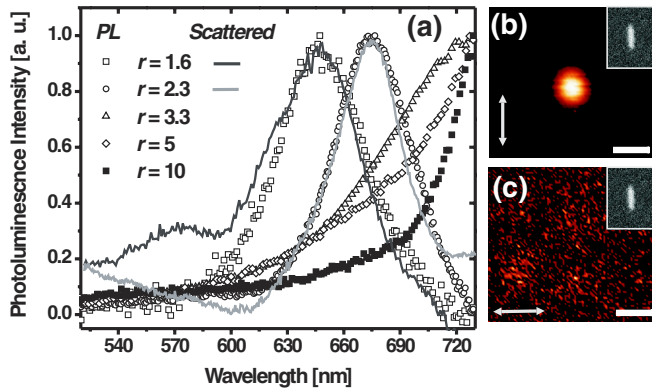 (a)
PL Scattered
r = 1.6
r = 2.3
r = 3.3
r = 5
r = 10
Photoluminescnce Intensity [a. u.]
1.0
0.8
0.6
0.4
0.2
0.0
540 570 600 630 660 690 720
Wavelength [nm]
(b)
(c)